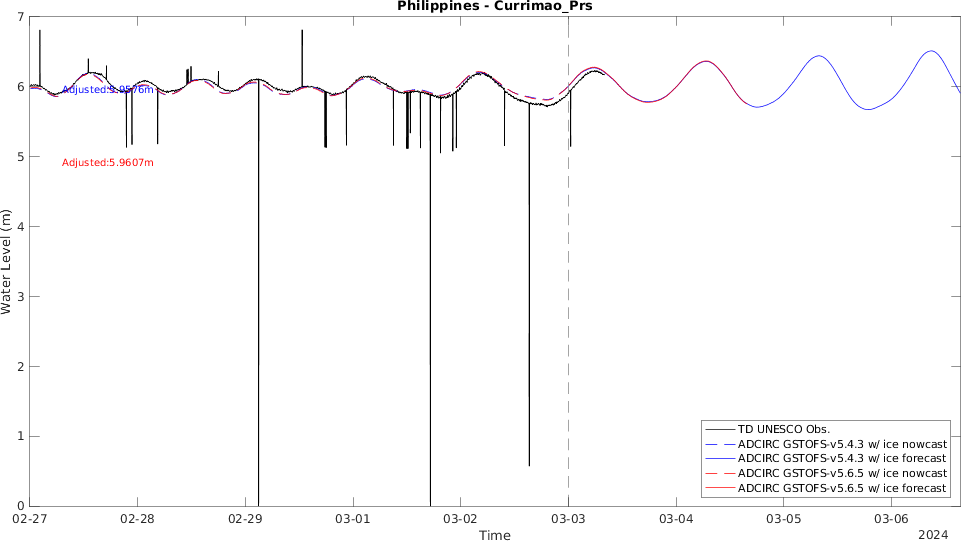 Philippines - Currimao_Prs
7
6
5
4
3
2
1
0
Water Level (m)
Adjusted:5.9576m
Adjusted:5.9607m
TD UNESCO Obs.
ADCIRC GSTOFS-v5.4.3 w/ ice nowcast
ADCIRC GSTOFS-v5.4.3 w/ ice forecast
ADCIRC GSTOFS-v5.6.5 w/ ice nowcast
ADCIRC GSTOFS-v5.6.5 w/ ice forecast
02-27 02-28 02-29 03-01 03-02 03-03 03-04 03-05 03-06
Time
2024